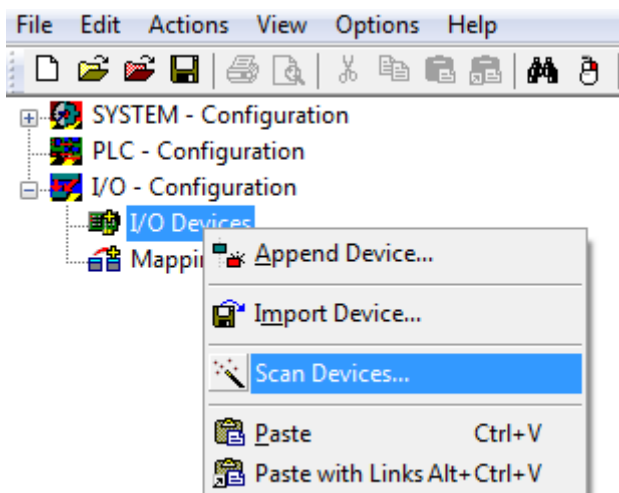 File Edit Actions View Options Help
SYSTEM - Configuration
PLC - Configuration
I/O - Configuration
I/O Devices
Mappi
Append Device...
Import Device...
Scan Devices...
Paste Ctrl+V
Paste with Links Alt+Ctrl+V